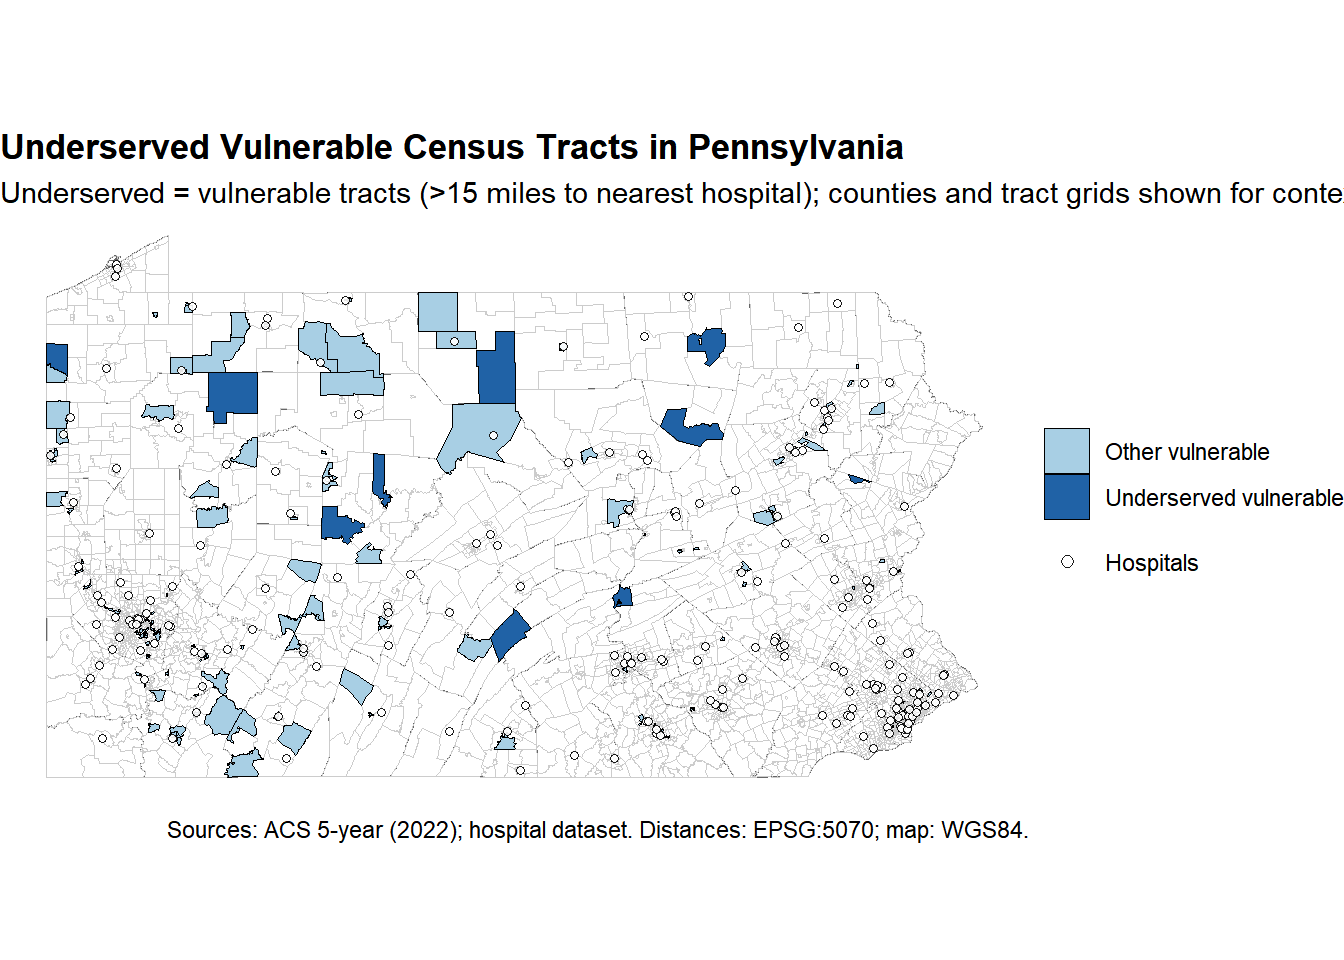 Underserved Vulnerable Census Tracts in Pennsylvania
Underserved = vulnerable tracts (>15 miles to nearest hospital); counties and tract grids shown for conte
Other vulnerable
Underserved vulnerable
Hospitals
Sources: ACS 5-year (2022); hospital dataset. Distances: EPSG:5070; map: WGS84.